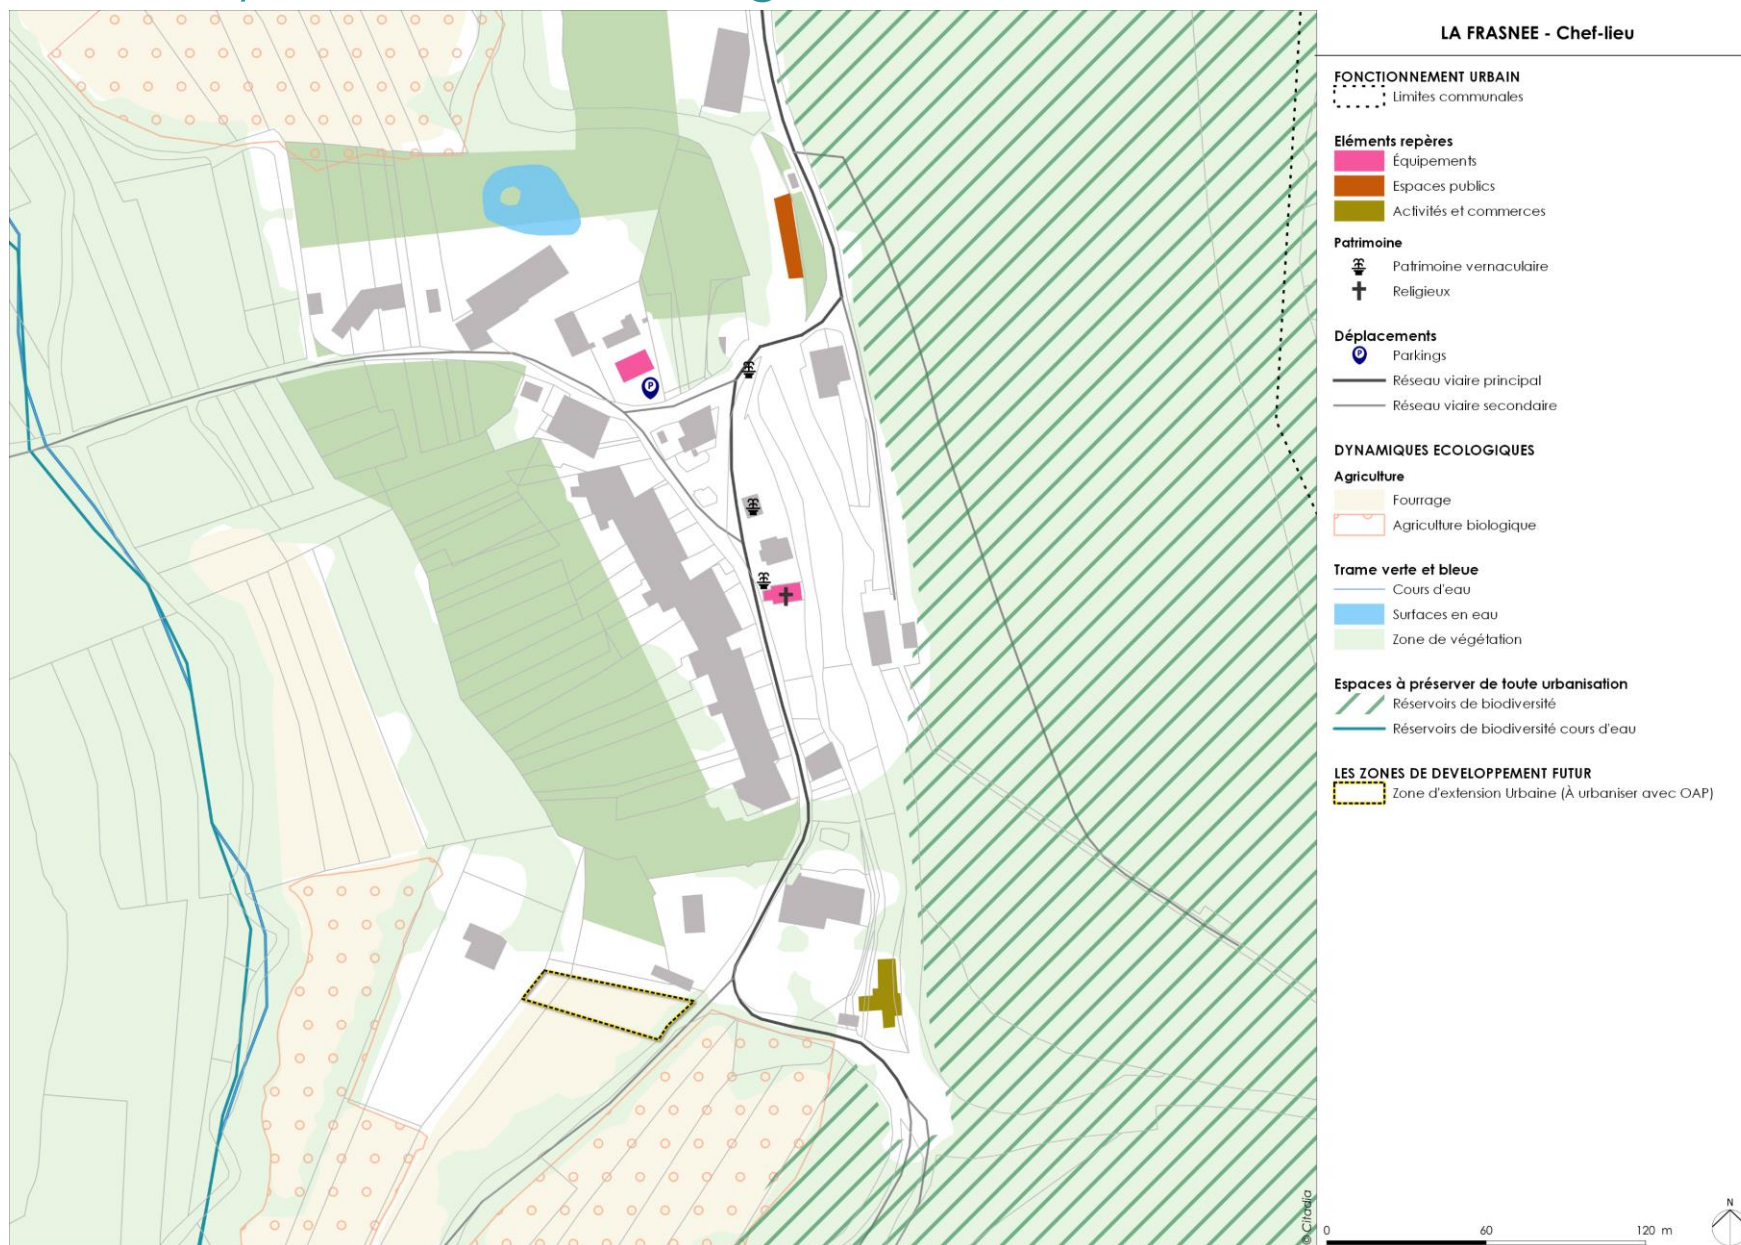 LA FRASNEE - Chef-lieu
FONCTIONNEMENT URBAIN
Limites communales
Eléments repères
Équipements
Espaces publics
Activités et commerces
Patrimoine
Patrimoine vernaculaire
Religieux
Déplacements
P
Parkings
Réseau viaire principal
Réseau viaire secondaire
DYNAMIQUES ECOLOGIQUES
Agriculture
Fourrage
Agriculture biologique
Trame verte et bleue
Cours d'eau
Surfaces en eau
Zone de végétation
Espaces à préserver de toute urbanisation
Réservoirs de biodiversité
Réservoirs de biodiversité cours d'eau
LES ZONES DE DEVELOPPEMENT FUTUR
Zone d'extension Urbaine (À urbaniser avec OAP)
P
© Citadia
N
0 60 120 m